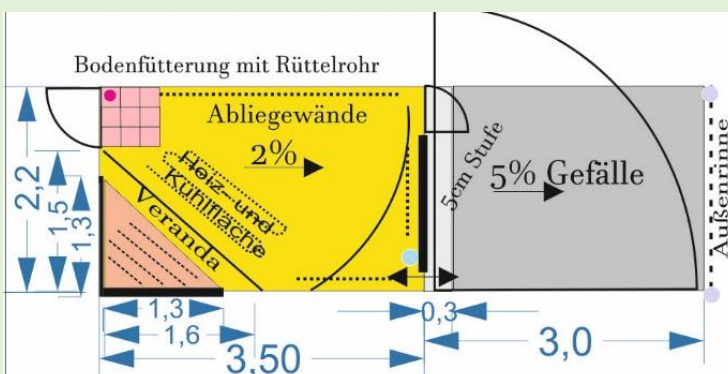 Bodenfütterung mit Rüttelrohr
Abliegewände
2%
Heiz- und
Kühlfläche
Veranda
5cm Stufe
5% Gefälle
Außenrinne
2,2
1,5
1,3
1,3
1,6
3,50
0,3
3,0